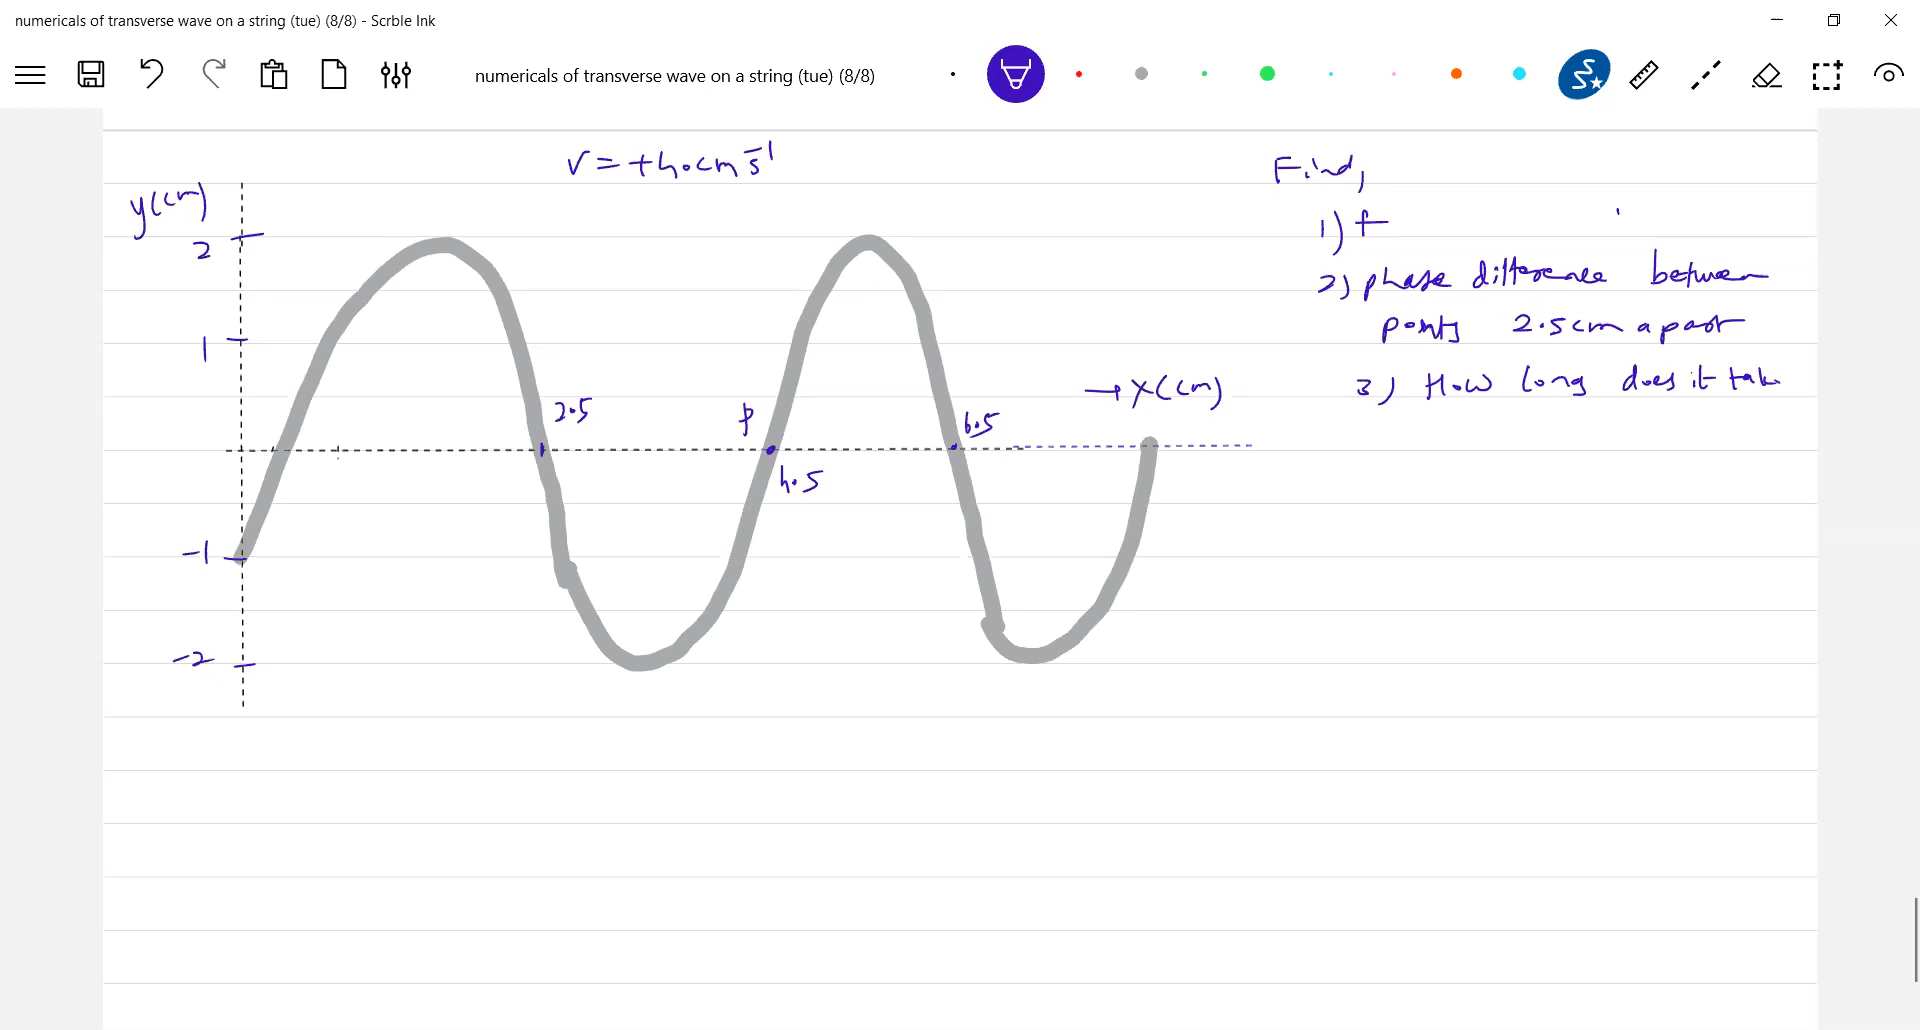 numericals of transverse wave on a string (tue) (8/8) - Scrble Ink
numericals of transverse wave on a string (tue) (8/8)
v = +40cm s⁻¹
y(cm)
2
1
-1
-2
2.5
P
4.5
6.5
→ x(cm)
Find,
1) f
2) phase difference between
points 2.5cm apart
3) How long does it take